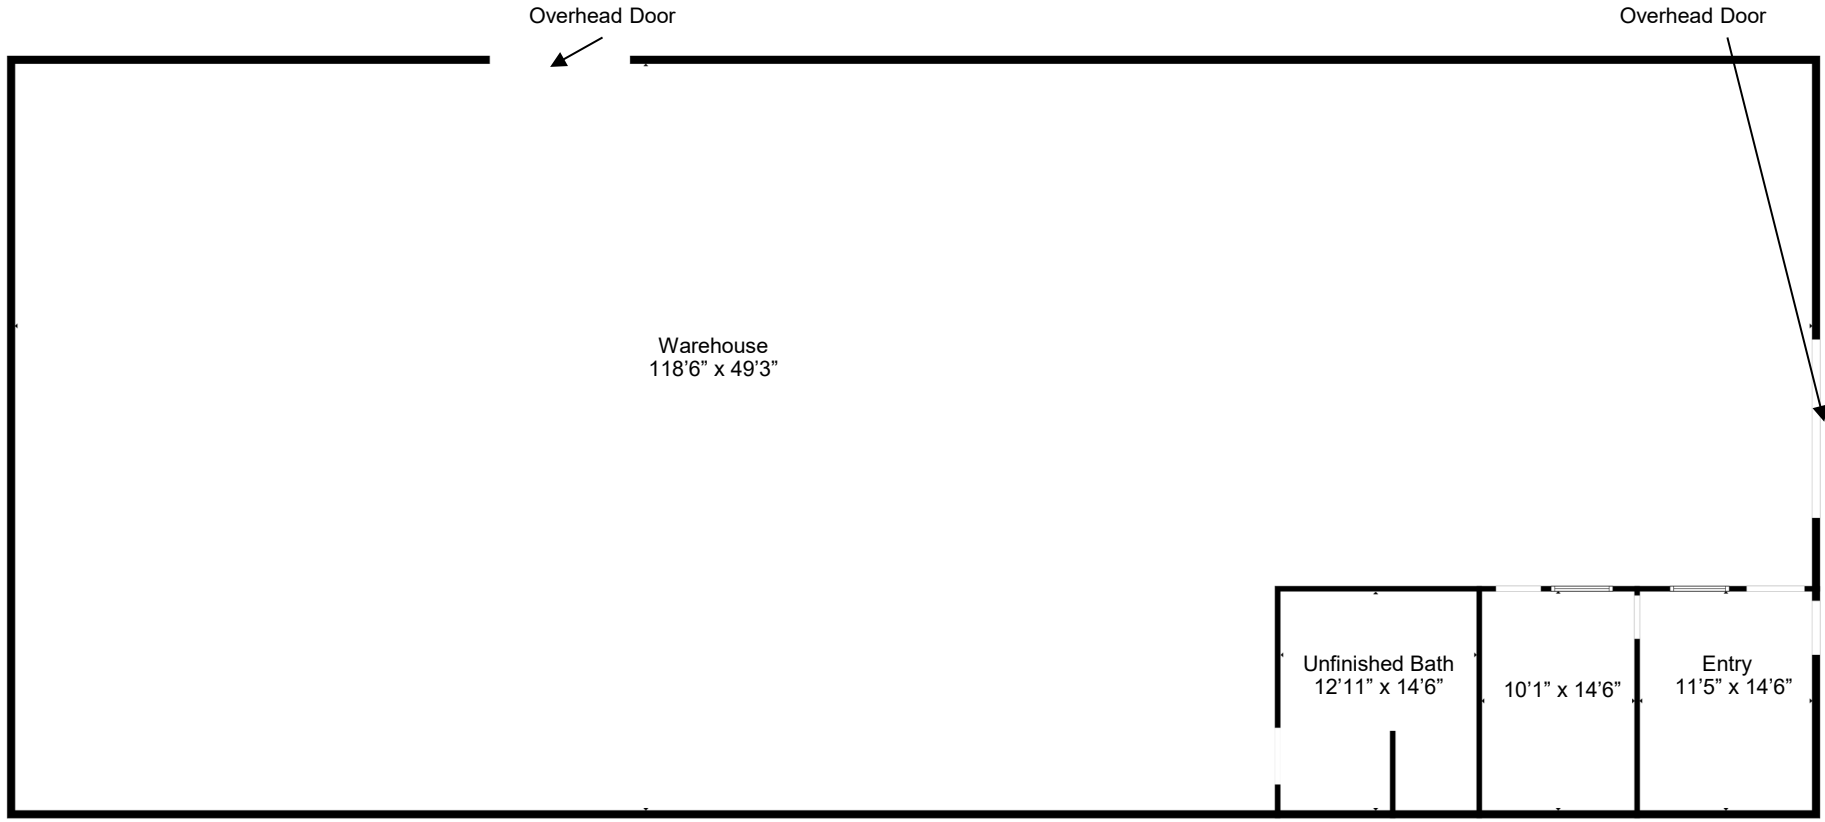 Overhead Door
Overhead Door
Warehouse
118’6” x 49’3”
Unfinished Bath
12’11” x 14’6”
10’1” x 14’6”
Entry
11’5” x 14’6”